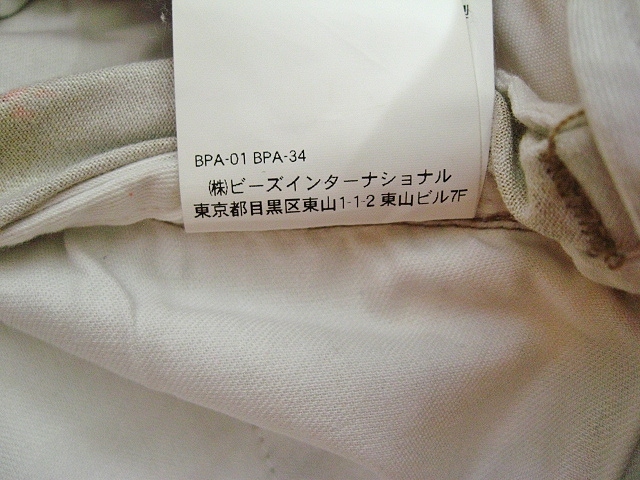 BPA-01 BPA-34
㈱ビーズインターナショナル
東京都目黒区東山1-1-2 東山ビル7F